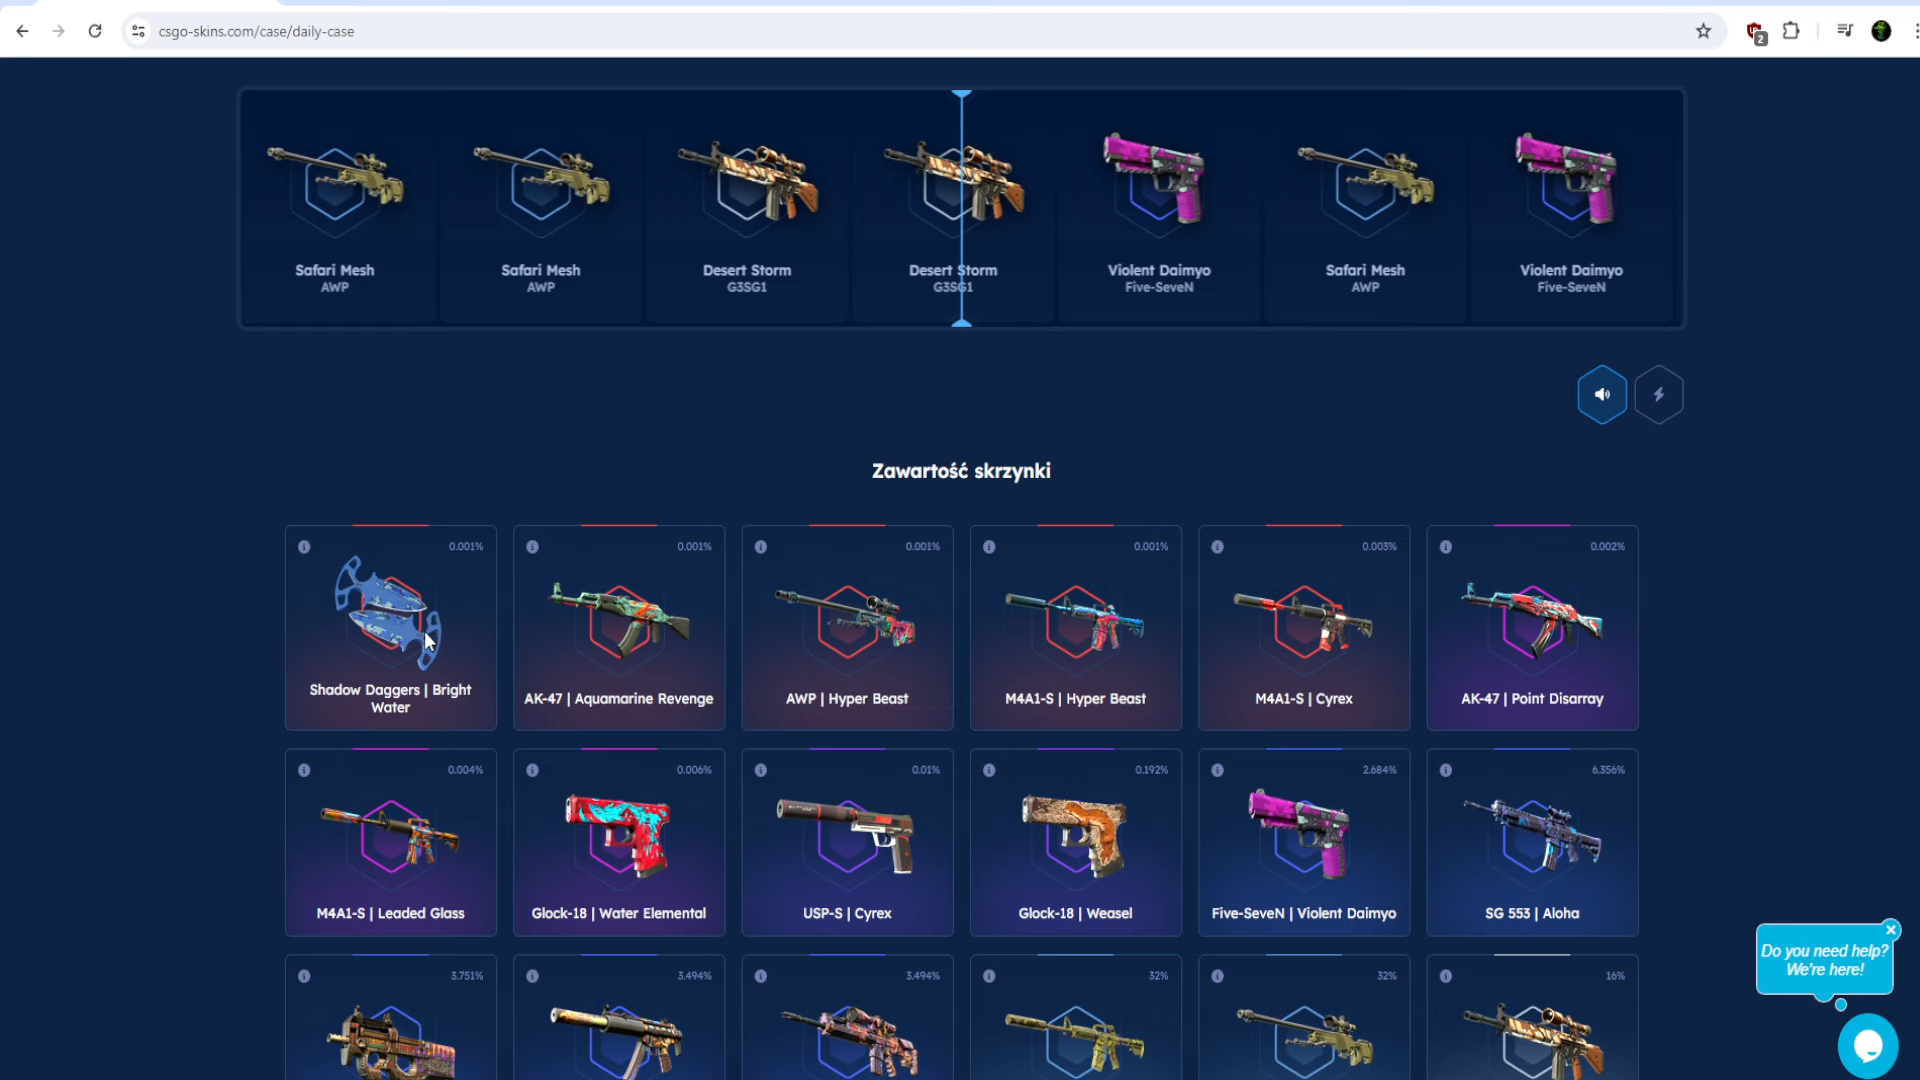 csgo-skins.com/case/daily-case
2
Safari Mesh
AWP
Safari Mesh
AWP
Desert Storm
G3SG1
Desert Storm
G3SG1
Violent Daimyo
Five-SeveN
Safari Mesh
AWP
Violent Daimyo
Five-SeveN
Zawartość skrzynki
0.001%
Shadow Daggers | Bright
Water
0.001%
AK-47 | Aquamarine Revenge
0.001%
AWP | Hyper Beast
0.001%
M4A1-S | Hyper Beast
0.003%
M4A1-S | Cyrex
0.002%
AK-47 | Point Disarray
0.004%
M4A1-S | Leaded Glass
0.006%
Glock-18 | Water Elemental
0.01%
USP-S | Cyrex
0.192%
Glock-18 | Weasel
2.684%
Five-SeveN | Violent Daimyo
6.356%
SG 553 | Aloha
3.751%
3.494%
3.494%
32%
32%
16%
Do you need help?
We're here!